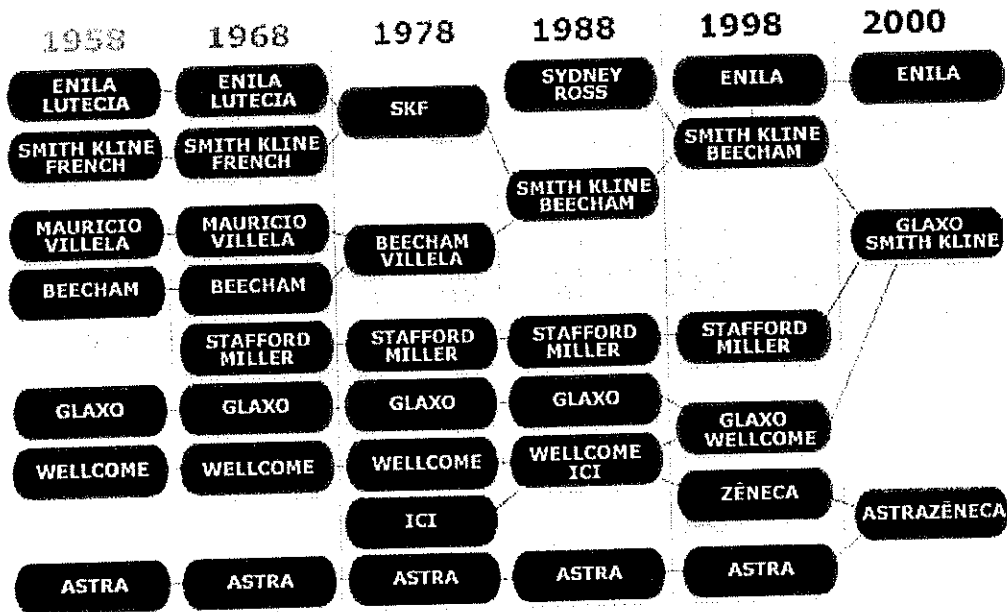 1958 1968 1978 1988 1998 2000
ENILA
LUTECIA
ENILA
LUTECIA
SKF
SYDNEY
ROSS
ENILA
ENILA
SMITH KLINE
FRENCH
SMITH KLINE
FRENCH
SMITH KLINE
BEECHAM
SMITH KLINE
BEECHAM
MAURICIO
VILLELA
MAURICIO
VILLELA
BEECHAM
VILLELA
GLAXO
SMITH KLINE
BEECHAM
BEECHAM
STAFFORD
MILLER
STAFFORD
MILLER
STAFFORD
MILLER
STAFFORD
MILLER
GLAXO
GLAXO
GLAXO
GLAXO
GLAXO
WELLCOME
WELLCOME
WELLCOME
WELLCOME
WELLCOME
ICI
ICI
ZÊNECA
ASTRAZÊNECA
ASTRA
ASTRA
ASTRA
ASTRA
ASTRA